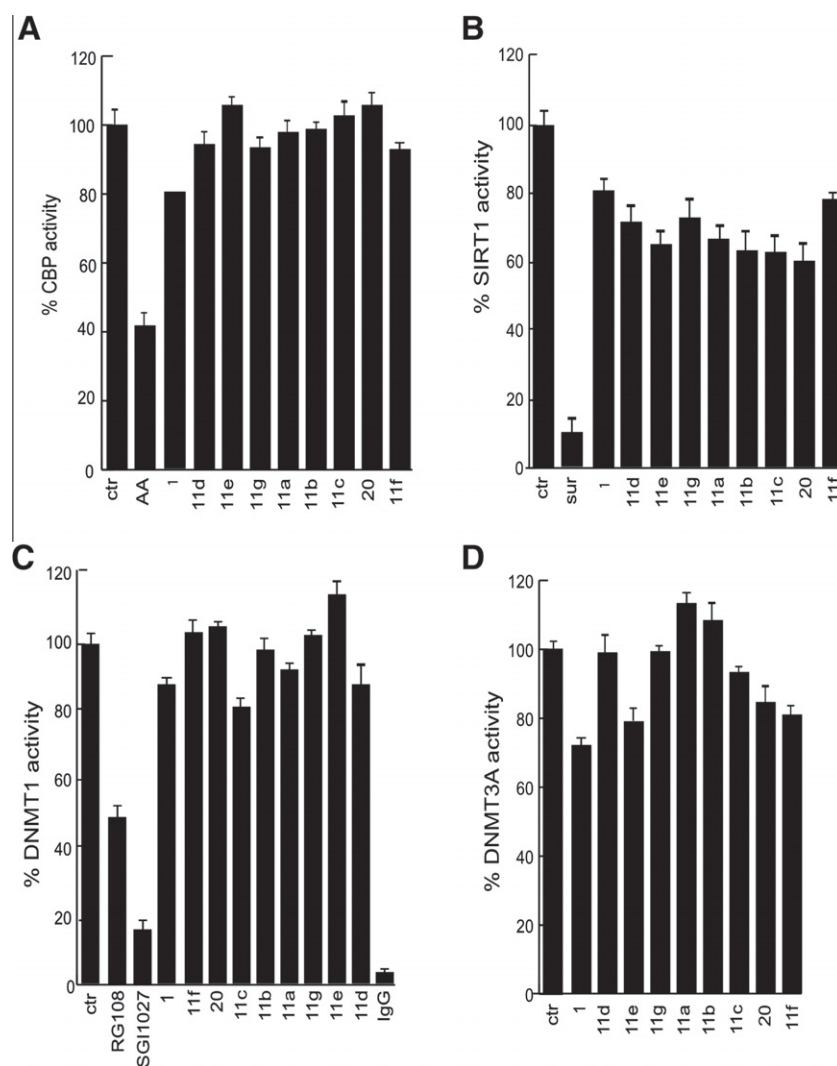 A
% CBP activity
120
100
80
60
40
20
0
ctr
AA
1
11d
11e
11g
11a
11b
11c
20
11f
B
% SIRT1 activity
120
100
80
60
40
20
0
ctr
sur
1
11d
11e
11g
11a
11b
11c
20
11f
C
% DNMT1 activity
120
100
80
60
40
20
0
ctr
RG108
SGI1027
1
11f
20
11c
11b
11a
11g
11e
11d
IgG
D
% DNMT3A activity
120
100
80
60
40
20
0
ctr
1
11d
11e
11g
11a
11b
11c
20
11f